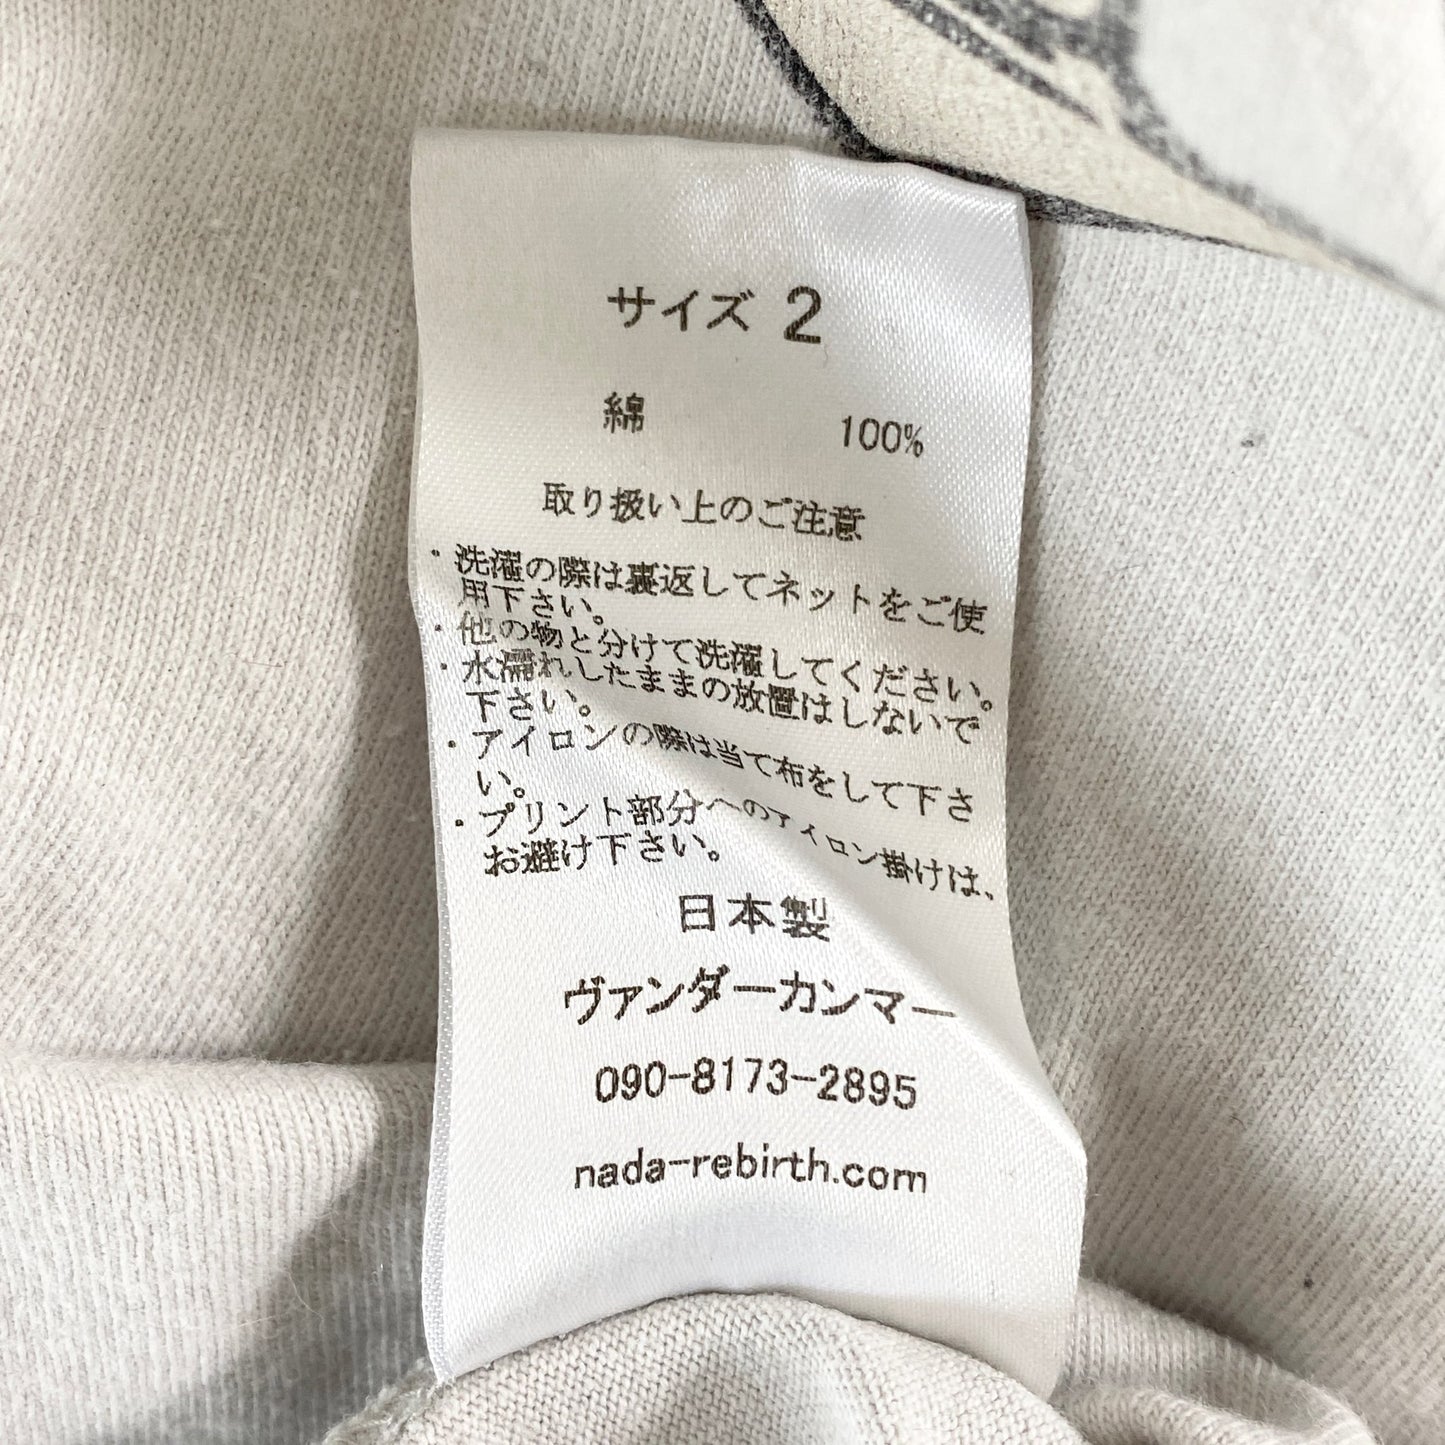 サイズ 2
綿 100%
取り扱い上のご注意
・洗濯の際は裏返してネットをご使
用下さい。
・他の物と分けて洗濯してください。
・水濡れしたままの放置はしないで
下さい。
・アイロンの際は当て布をして下さ
い。
・プリント部分へのアイロン掛けは、
お避け下さい。
日本製
ヴァンダーカンマー
090-8173-2895
nada-rebirth.com